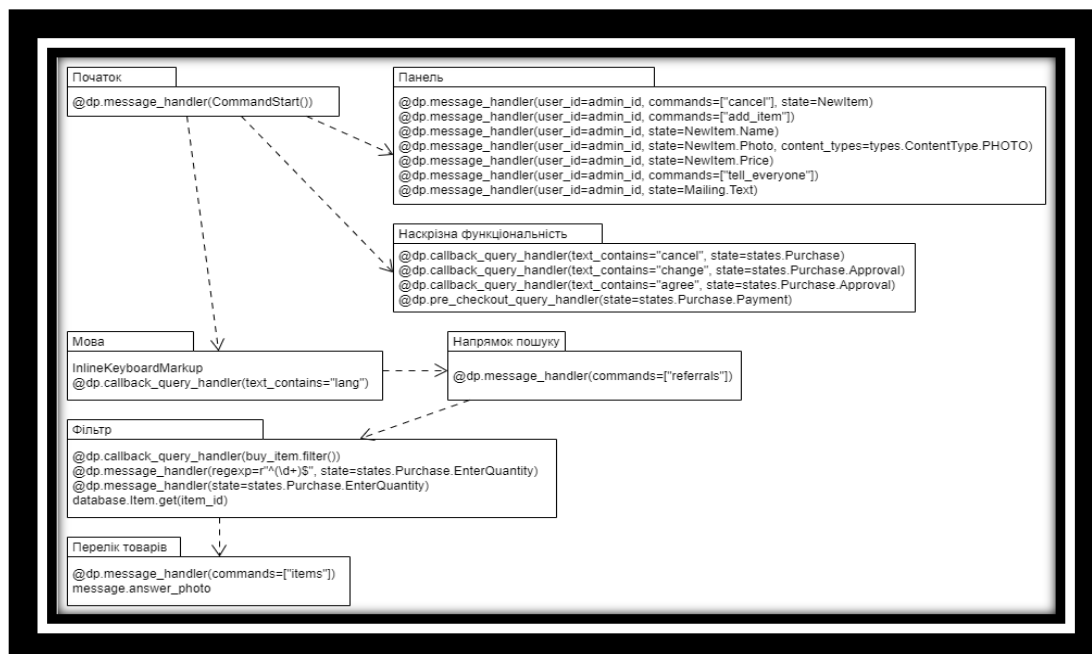 Початок
@dp.message_handler(CommandStart())
Панель
@dp.message_handler(user_id=admin_id, commands=["cancel"], state=NewItem)
@dp.message_handler(user_id=admin_id, commands=["add_item"])
@dp.message_handler(user_id=admin_id, state=NewItem.Name)
@dp.message_handler(user_id=admin_id, state=NewItem.Photo, content_types=types.ContentType.PHOTO)
@dp.message_handler(user_id=admin_id, state=NewItem.Price)
@dp.message_handler(user_id=admin_id, commands=["tell_everyone"])
@dp.message_handler(user_id=admin_id, state=Mailing.Text)
Наскрізна функціональність
@dp.callback_query_handler(text_contains="cancel", state=states.Purchase)
@dp.callback_query_handler(text_contains="change", state=states.Purchase.Approval)
@dp.callback_query_handler(text_contains="agree", state=states.Purchase.Approval)
@dp.pre_checkout_query_handler(state=states.Purchase.Payment)
Мова
InlineKeyboardMarkup
@dp.callback_query_handler(text_contains="lang")
Напрямок пошуку
@dp.message_handler(commands=["referrals"])
Фільтр
@dp.callback_query_handler(buy_item.filter())
@dp.message_handler(regexp=r"^(\d+)$", state=states.Purchase.EnterQuantity)
@dp.message_handler(state=states.Purchase.EnterQuantity)
database.Item.get(item_id)
Перелік товарів
@dp.message_handler(commands=["items"])
message.answer_photo